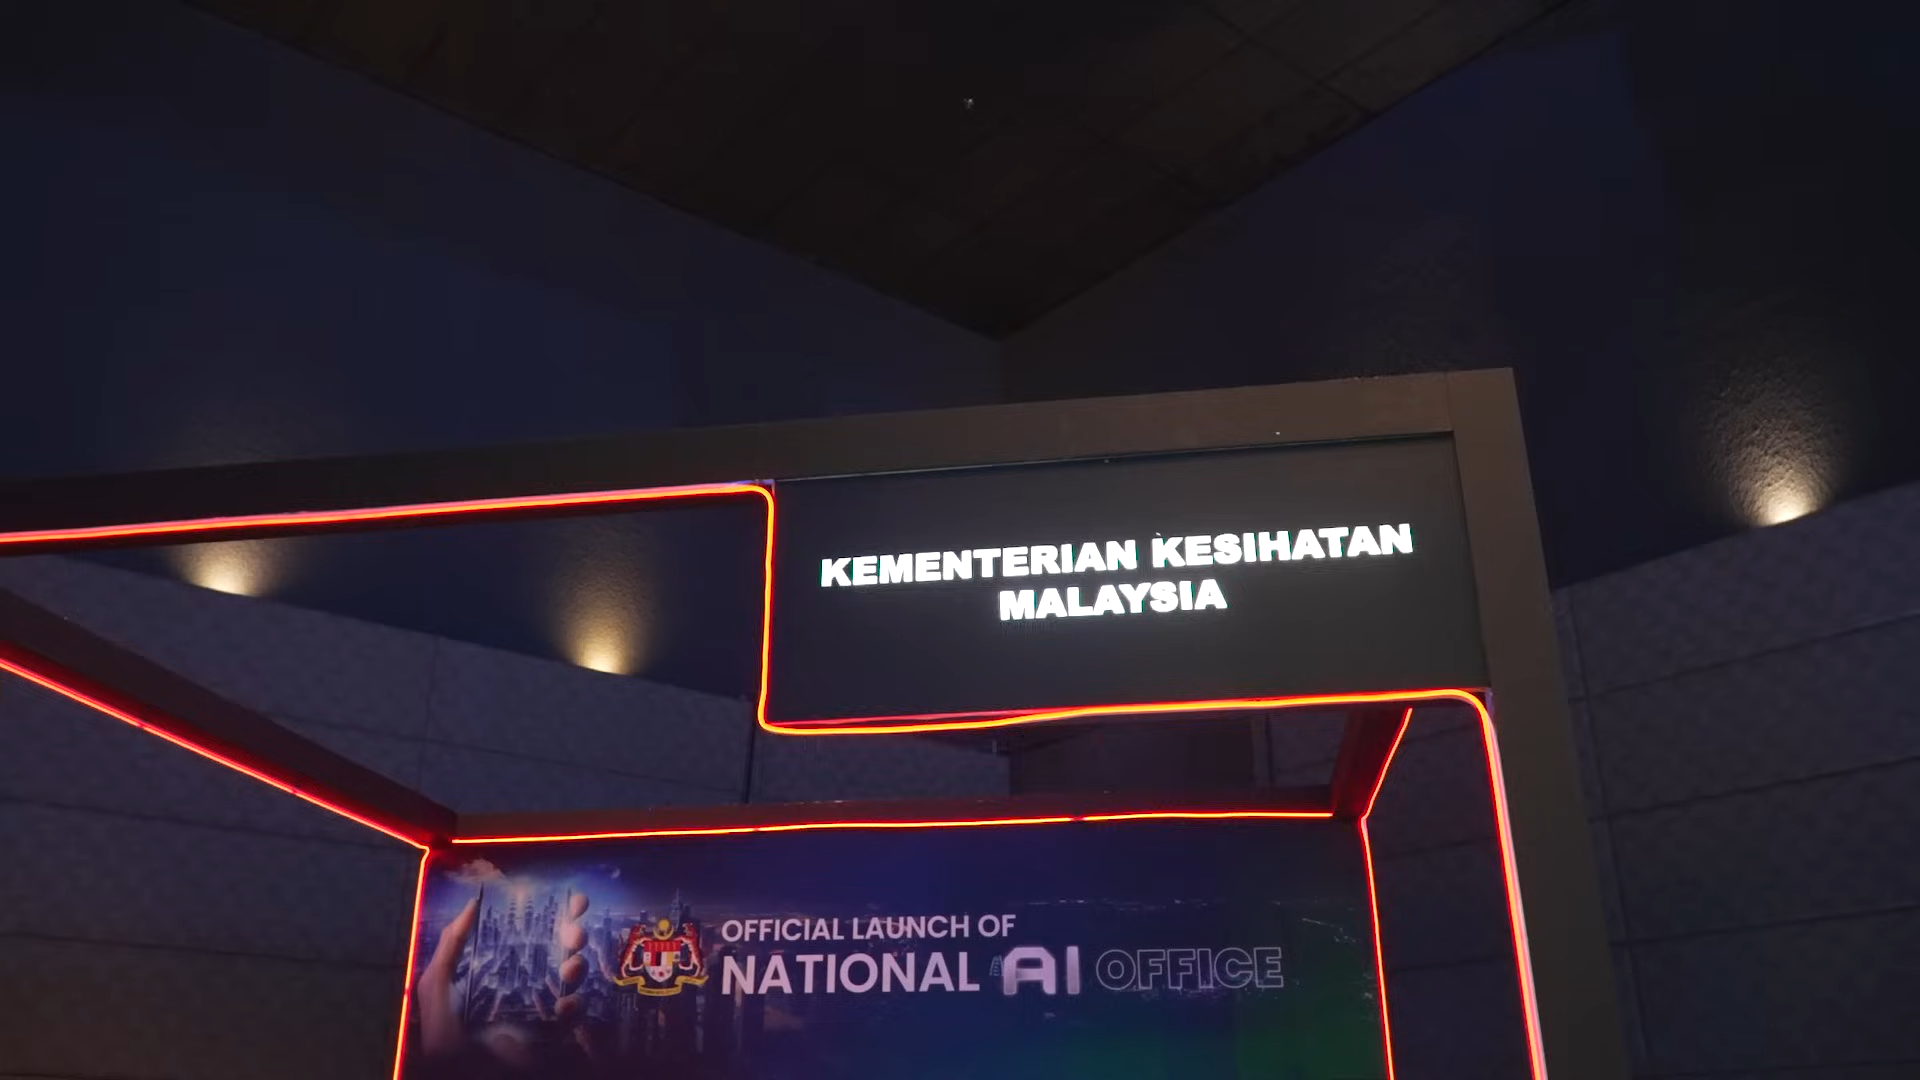 KEMENTERIAN KESIHATAN
MALAYSIA
OFFICIAL LAUNCH OF
NATIONAL AI OFFICE